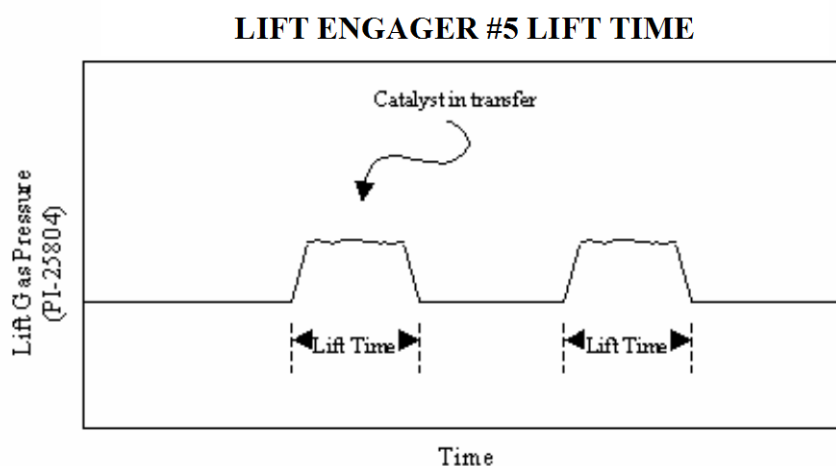 LIFT ENGAGER #5 LIFT TIME
Catalyst in transfer
Lift Gas Pressure
(PI-25804)
Lift Time
Lift Time
Time